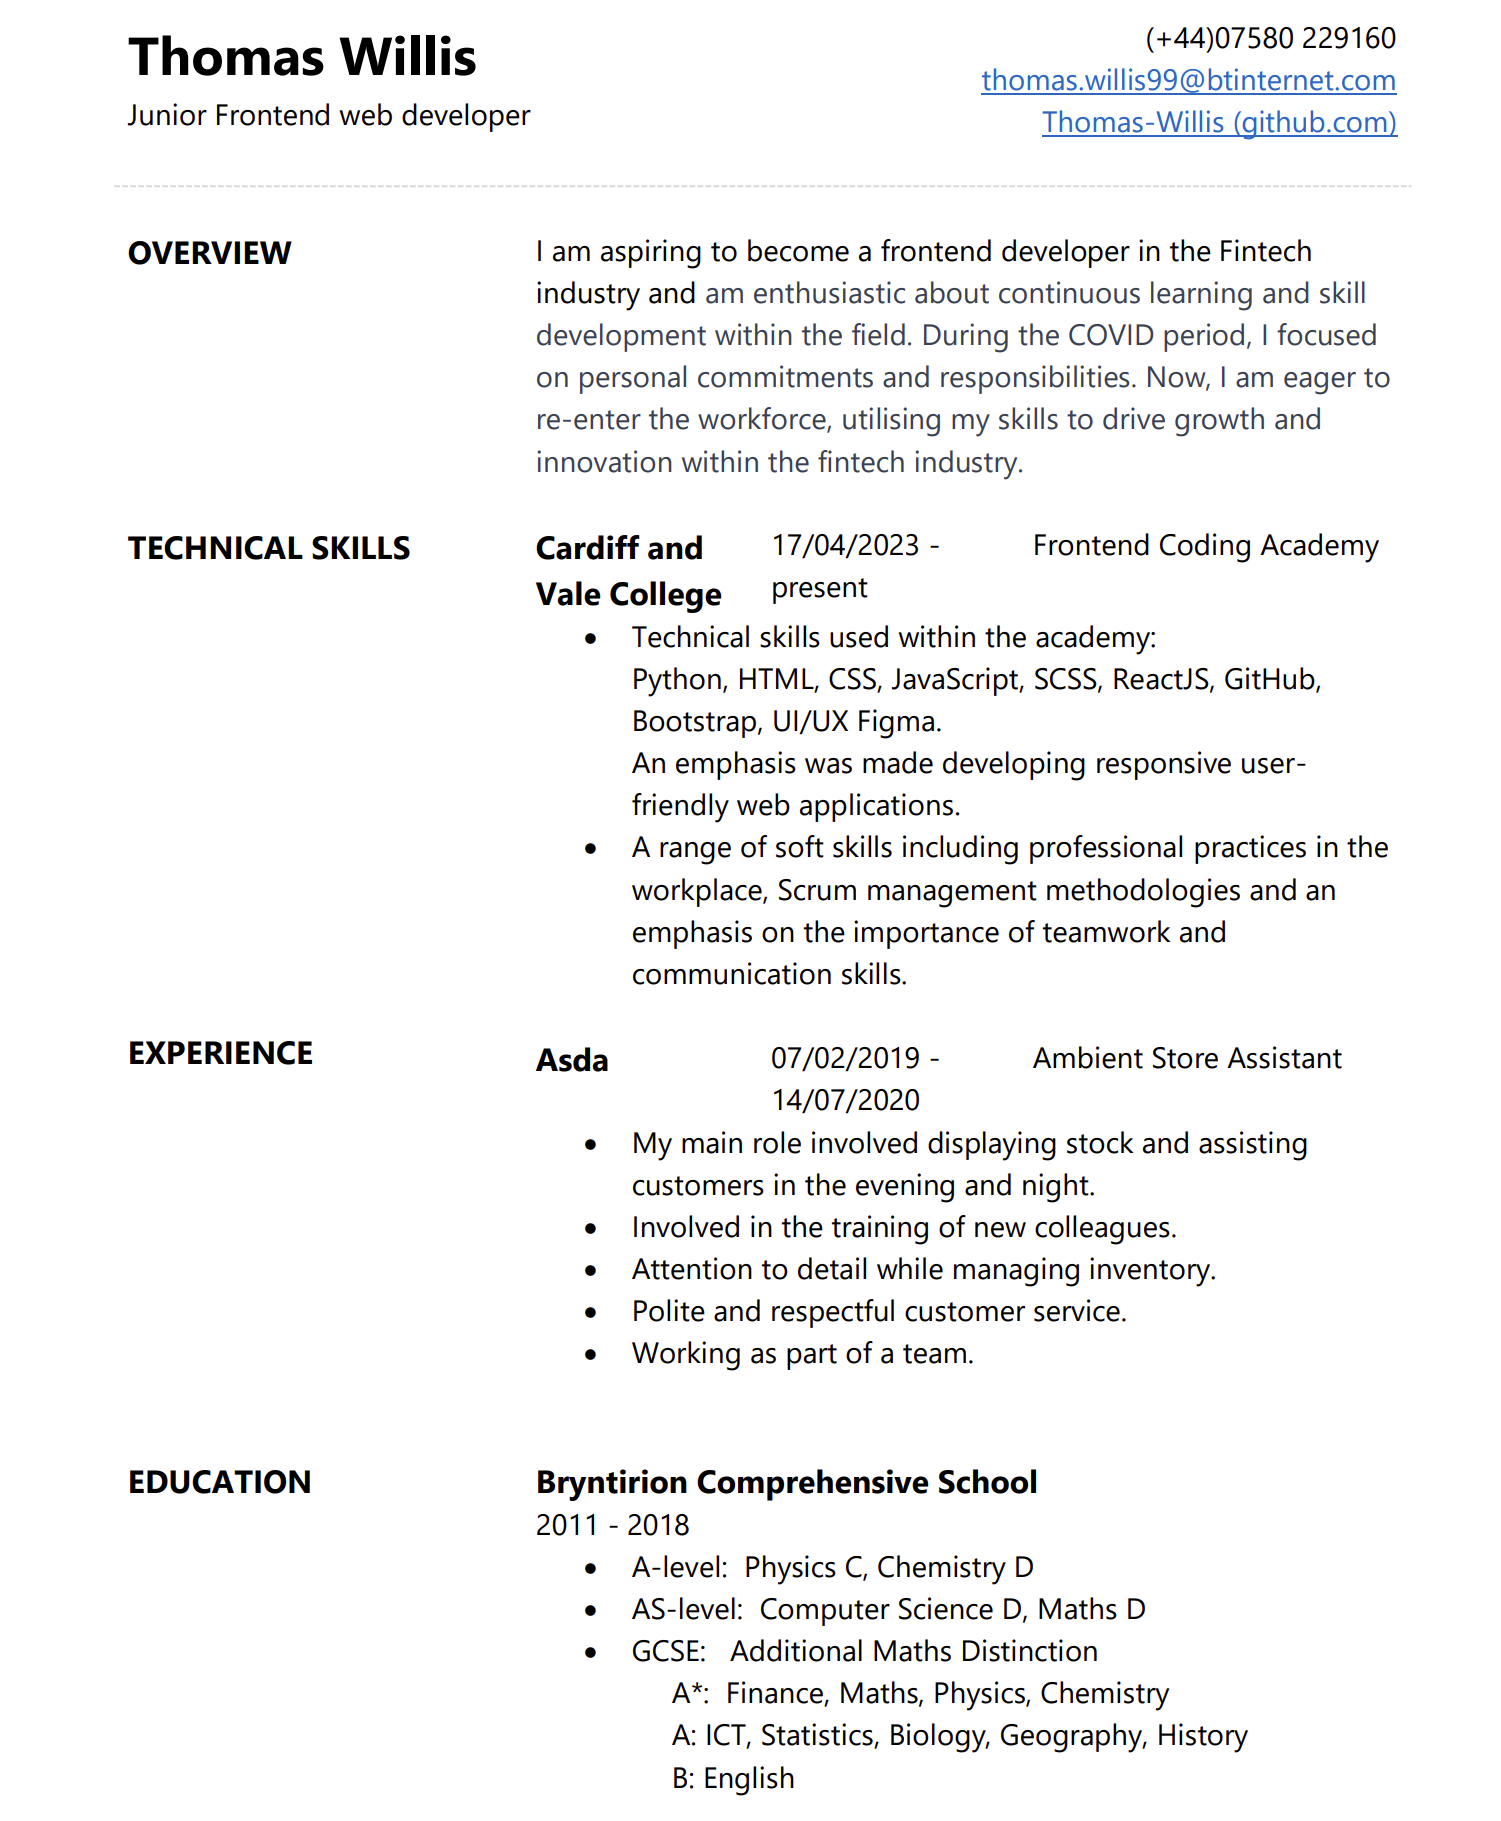 Thomas Willis
Junior Frontend web developer
(+44)07580 229160
thomas.willis99@btinternet.com
Thomas-Willis (github.com)
OVERVIEW
I am aspiring to become a frontend developer in the Fintech
industry and am enthusiastic about continuous learning and skill
development within the field. During the COVID period, I focused
on personal commitments and responsibilities. Now, I am eager to
re-enter the workforce, utilising my skills to drive growth and
innovation within the fintech industry.
TECHNICAL SKILLS
Cardiff and
Vale College
17/04/2023 -
present
Frontend Coding Academy
• Technical skills used within the academy:
Python, HTML, CSS, JavaScript, SCSS, ReactJS, GitHub,
Bootstrap, UI/UX Figma.
An emphasis was made developing responsive user-
friendly web applications.
• A range of soft skills including professional practices in the
workplace, Scrum management methodologies and an
emphasis on the importance of teamwork and
communication skills.
EXPERIENCE
Asda
07/02/2019 -
14/07/2020
Ambient Store Assistant
• My main role involved displaying stock and assisting
customers in the evening and night.
• Involved in the training of new colleagues.
• Attention to detail while managing inventory.
• Polite and respectful customer service.
• Working as part of a team.
EDUCATION
Bryntirion Comprehensive School
2011 - 2018
• A-level: Physics C, Chemistry D
• AS-level: Computer Science D, Maths D
• GCSE: Additional Maths Distinction
A*: Finance, Maths, Physics, Chemistry
A: ICT, Statistics, Biology, Geography, History
B: English